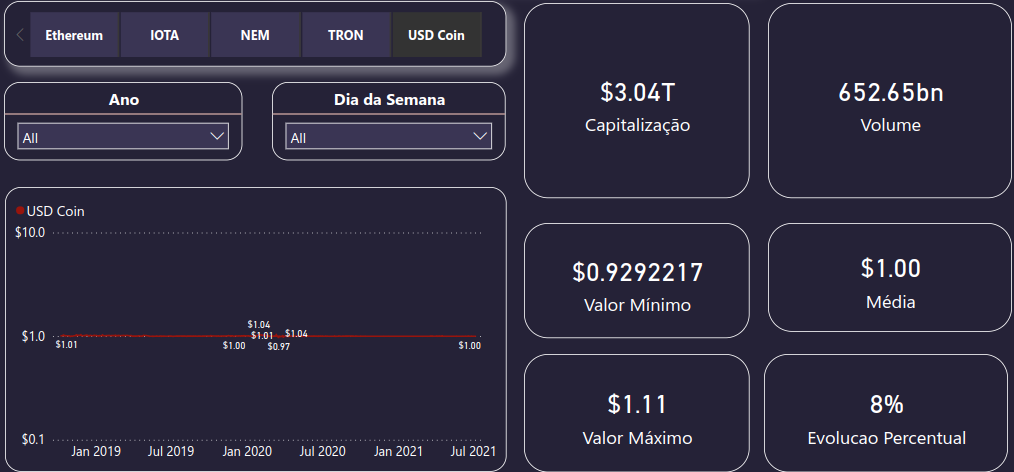 Ethereum
IOTA
NEM
TRON
USD Coin
Ano
All
Dia da Semana
All
$3.04T
Capitalização
652.65bn
Volume
USD Coin
$10.0
$1.0
$0.1
$1.01
$1.00
$1.04
$1.01
$0.97
$1.04
$1.00
Jan 2019
Jul 2019
Jan 2020
Jul 2020
Jan 2021
Jul 2021
$0.9292217
Valor Mínimo
$1.00
Média
$1.11
Valor Máximo
8%
Evolucao Percentual